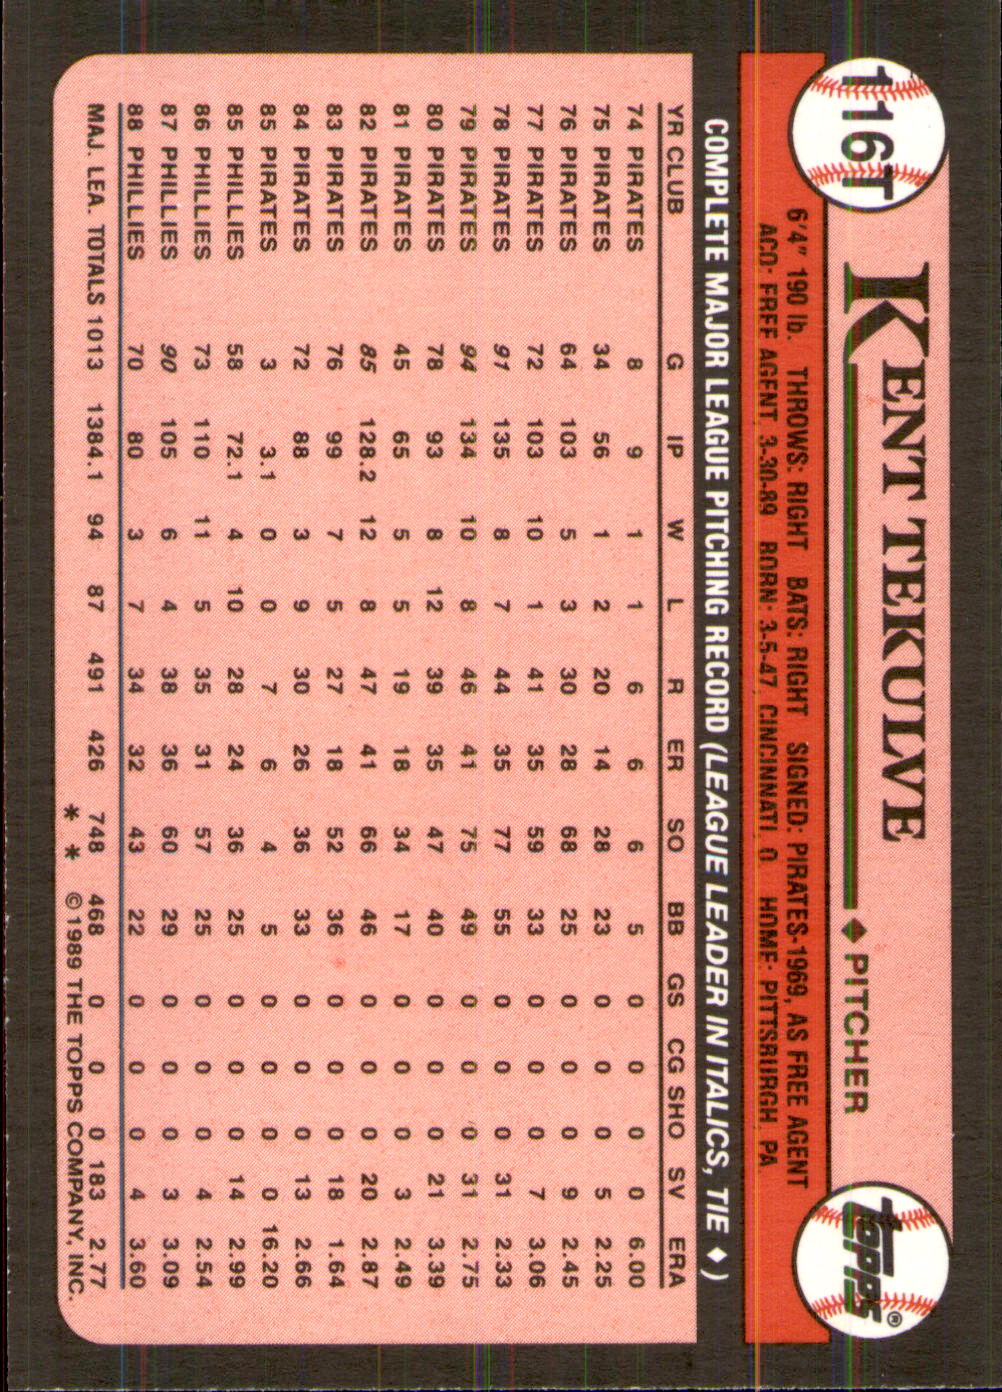 116T
KENT TEKULVE ♦ PITCHER
topps®
6'4" 190 lb. THROWS: RIGHT BATS: RIGHT SIGNED: PIRATES-1969, AS FREE AGENT
ACQ: FREE AGENT, 3-30-89 BORN: 3-5-47, CINCINNATI, O HOME: PITTSBURGH, PA
COMPLETE MAJOR LEAGUE PITCHING RECORD (LEAGUE LEADER IN ITALICS, TIE ♦)
YR CLUB G IP W L R ER SO BB GS CG SHO SV ERA
74 PIRATES 8 9 1 1 6 6 6 5 0 0 0 0 6.00
75 PIRATES 34 56 1 2 20 14 28 23 0 0 0 5 2.25
76 PIRATES 64 103 5 3 30 28 68 25 0 0 0 9 2.45
77 PIRATES 72 103 10 1 41 35 59 33 0 0 0 7 3.06
78 PIRATES 91 135 8 7 44 35 77 55 0 0 0 31 2.33
79 PIRATES 94 134 10 8 46 41 75 49 0 0 0 31 2.75
80 PIRATES 78 93 8 12 39 35 47 40 0 0 0 21 3.39
81 PIRATES 45 65 5 5 19 18 34 17 0 0 0 3 2.49
82 PIRATES 85 128.2 12 8 47 41 66 46 0 0 0 20 2.87
83 PIRATES 76 99 7 5 27 18 52 36 0 0 0 18 1.64
84 PIRATES 72 88 3 9 30 26 36 33 0 0 0 13 2.66
85 PIRATES 3 3.1 0 0 7 6 4 5 0 0 0 0 16.20
85 PHILLIES 58 72.1 4 10 28 24 36 25 0 0 0 14 2.99
86 PHILLIES 73 110 11 5 35 31 57 25 0 0 0 4 2.54
87 PHILLIES 90 105 6 4 38 36 60 29 0 0 0 3 3.09
88 PHILLIES 70 80 3 7 34 32 43 22 0 0 0 4 3.60
MAJ. LEA. TOTALS 1013 1384.1 94 87 491 426 748 468 0 0 0 183 2.77
* * ©1989 THE TOPPS COMPANY, INC.